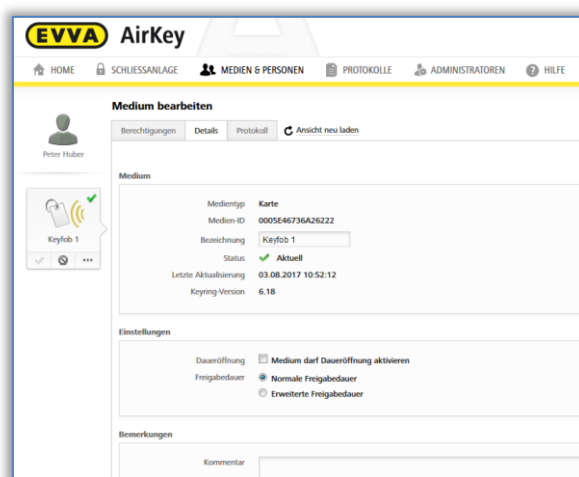 EVVA AirKey
HOME SCHLIESSANLAGE MEDIEN & PERSONEN PROTOKOLLE ADMINISTRATOREN HILFE
Medium bearbeiten
Berechtigungen Details Protokoll Ansicht neu laden
Peter Huber
Medium
Medientyp Karte
Medien-ID 0005E46736A26222
Bezeichnung Keyfob 1
Keyfob 1
Status Aktuell
Letzte Aktualisierung 03.08.2017 10:52:12
Keyring-Version 6.18
Einstellungen
Daueröffnung Medium darf Daueröffnung aktivieren
Freigabedauer Normale Freigabedauer
Erweiterte Freigabedauer
Bemerkungen
Kommentar